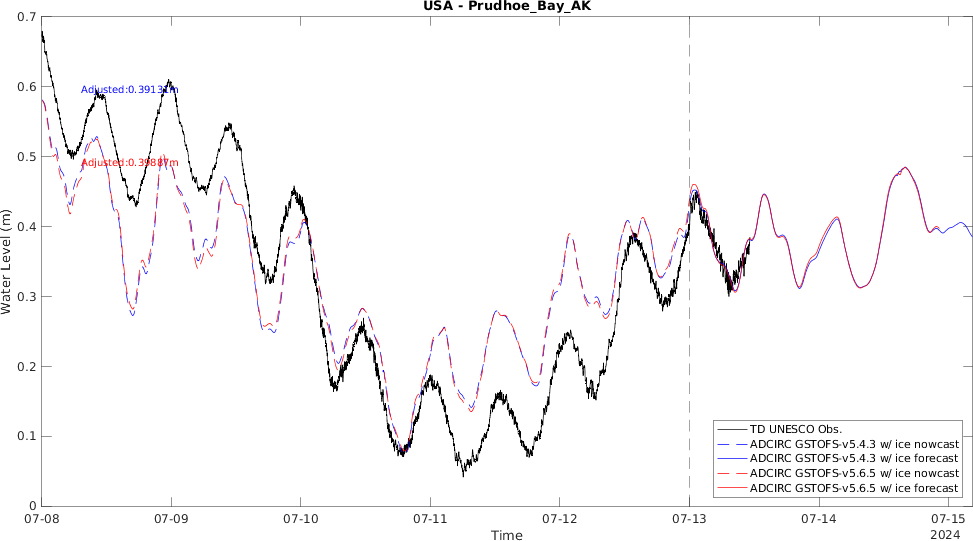 USA - Prudhoe_Bay_AK
0.7
0.6
0.5
0.4
0.3
0.2
0.1
0
Water Level (m)
Adjusted:0.39131m
Adjusted:0.39887m
TD UNESCO Obs.
ADCIRC GSTOFS-v5.4.3 w/ ice nowcast
ADCIRC GSTOFS-v5.4.3 w/ ice forecast
ADCIRC GSTOFS-v5.6.5 w/ ice nowcast
ADCIRC GSTOFS-v5.6.5 w/ ice forecast
07-08 07-09 07-10 07-11 07-12 07-13 07-14 07-15
Time 2024